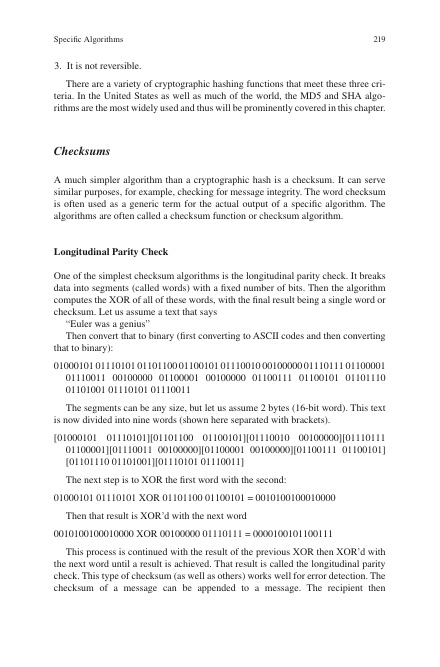 Specific Algorithms 219
3. It is not reversible.
There are a variety of cryptographic hashing functions that meet these three cri-
teria. In the United States as well as much of the world, the MD5 and SHA algo-
rithms are the most widely used and thus will be prominently covered in this chapter.
Checksums
A much simpler algorithm than a cryptographic hash is a checksum. It can serve
similar purposes, for example, checking for message integrity. The word checksum
is often used as a generic term for the actual output of a specific algorithm. The
algorithms are often called a checksum function or checksum algorithm.
Longitudinal Parity Check
One of the simplest checksum algorithms is the longitudinal parity check. It breaks
data into segments (called words) with a fixed number of bits. Then the algorithm
computes the XOR of all of these words, with the final result being a single word or
checksum. Let us assume a text that says
“Euler was a genius”
Then convert that to binary (first converting to ASCII codes and then converting
that to binary):
01000101 01110101 01101100 01100101 01110010 00100000 01110111 01100001
01110011 00100000 01100001 00100000 01100111 01100101 01101110
01101001 01110101 01110011
The segments can be any size, but let us assume 2 bytes (16-bit word). This text
is now divided into nine words (shown here separated with brackets).
[01000101 01110101][01101100 01100101][01110010 00100000][01110111
01100001][01110011 00100000][01100001 00100000][01100111 01100101]
[01101110 01101001][01110101 01110011]
The next step is to XOR the first word with the second:
01000101 01110101 XOR 01101100 01100101 = 0010100100010000
Then that result is XOR’d with the next word
0010100100010000 XOR 00100000 01110111 = 0000100101100111
This process is continued with the result of the previous XOR then XOR’d with
the next word until a result is achieved. That result is called the longitudinal parity
check. This type of checksum (as well as others) works well for error detection. The
checksum of a message can be appended to a message. The recipient then